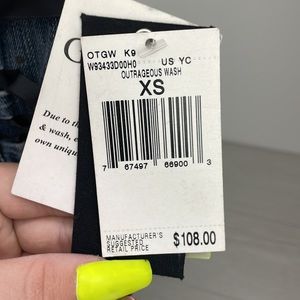 G
Due to th
& wash, e
own uniqu
OTGW K9
W93433D00H0 US YC
OUTRAGEOUS WASH
XS
7 67497 66900 3
MANUFACTURER'S
SUGGESTED
RETAIL PRICE
$108.00